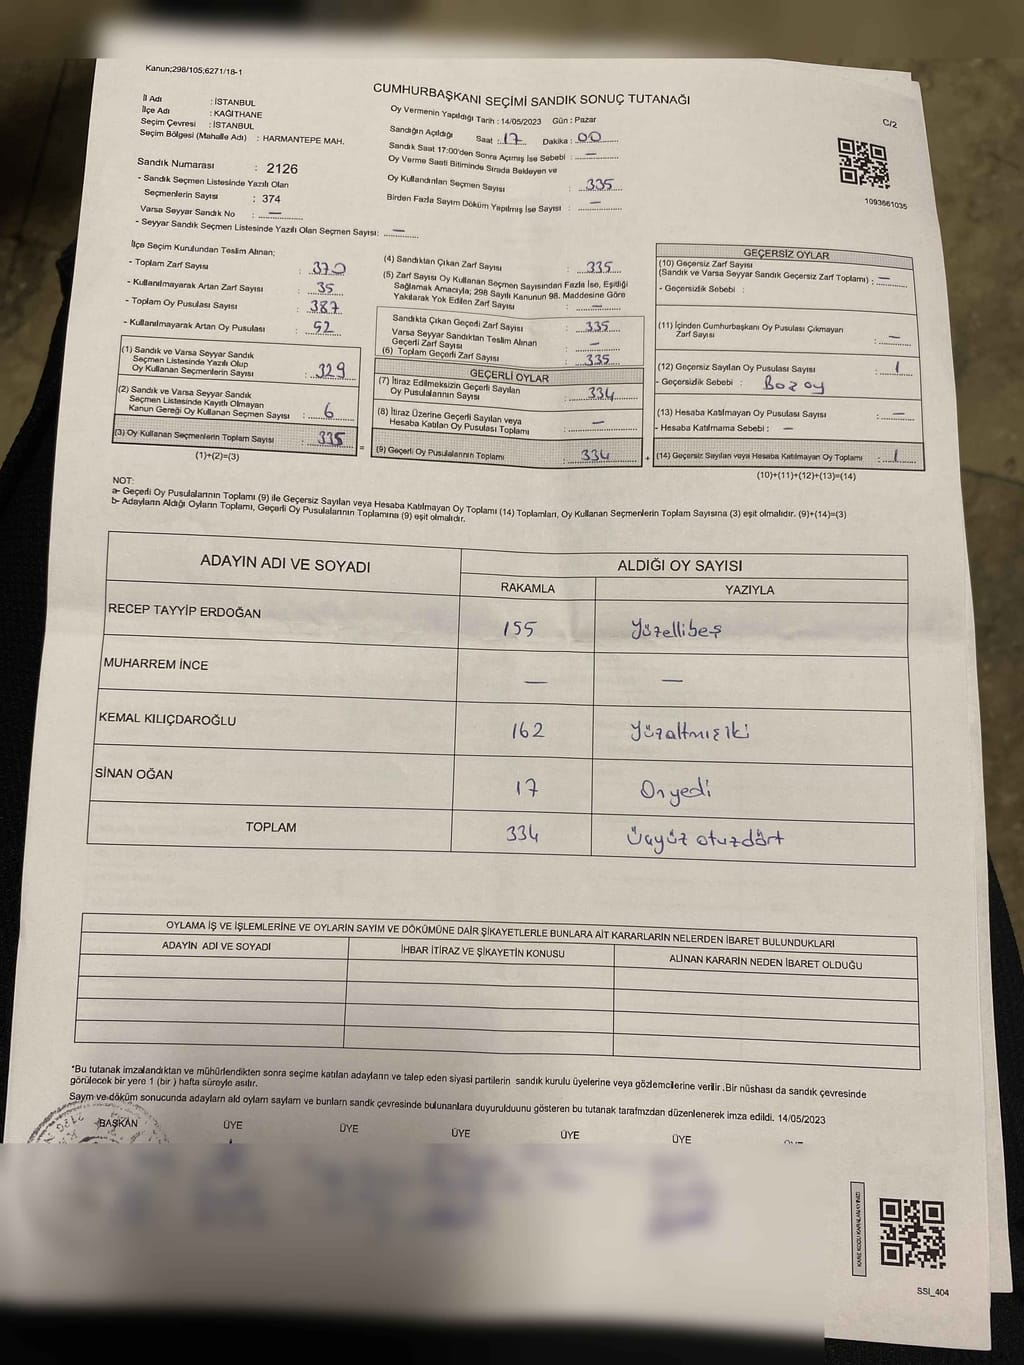 Kanun;298/105;6271/18-1
CUMHURBAŞKANI SEÇİMİ SANDIK SONUÇ TUTANAĞI
C/2
1093661035
İl Adı : İSTANBUL
İlçe Adı : KAĞITHANE
Seçim Çevresi : İSTANBUL
Seçim Bölgesi (Mahalle Adı) : HARMANTEPE MAH.
Sandık Numarası : 2126
- Sandık Seçmen Listesinde Yazılı Olan
Seçmenlerin Sayısı : 374
Varsa Seyyar Sandık No : —
- Seyyar Sandık Seçmen Listesinde Yazılı Olan Seçmen Sayısı: —
Oy Vermenin Yapıldığı Tarih : 14/05/2023 Gün : Pazar
Sandığın Açıldığı Saat : 17 Dakika : 00
Sandık Saat 17:00'den Sonra Açımış İse Sebebi : —
Oy Verme Saati Bitiminde Sırada Bekleyen ve
Oy Kullandırılan Seçmen Sayısı : 335
Birden Fazla Sayım Döküm Yapılmış İse Sayısı : —
İlçe Seçim Kurulundan Teslim Alınan;
- Toplam Zarf Sayısı : 370
- Kullanılmayarak Artan Zarf Sayısı : 35
- Toplam Oy Pusulası Sayısı : 387
- Kullanılmayarak Artan Oy Pusulası : 52
(1) Sandık ve Varsa Seyyar Sandık
Seçmen Listesinde Yazılı Olup
Oy Kullanan Seçmenlerin Sayısı : 329
(2) Sandık ve Varsa Seyyar Sandık
Seçmen Listesinde Kayıtlı Olmayan
Kanun Gereği Oy Kullanan Seçmen Sayısı : 6
(3) Oy Kullanan Seçmenlerin Toplam Sayısı : 335
(1)+(2)=(3)
(4) Sandıktan Çıkan Zarf Sayısı : 335
(5) Zarf Sayısı Oy Kullanan Seçmen Sayısından Fazla İse, Eşitliği
Sağlamak Amacıyla; 298 Sayılı Kanunun 98. Maddesine Göre
Yakılarak Yok Edilen Zarf Sayısı : —
Sandıkta Çıkan Geçerli Zarf Sayısı : 335
Varsa Seyyar Sandıktan Teslim Alınan
Geçerli Zarf Sayısı : —
(6) Toplam Geçerli Zarf Sayısı : 335
GEÇERLİ OYLAR
(7) İtiraz Edilmeksizin Geçerli Sayılan
Oy Pusulalarının Sayısı : 334
(8) İtiraz Üzerine Geçerli Sayılan veya
Hesaba Katılan Oy Pusulası Toplamı : —
= (9) Geçerli Oy Pusulalarının Toplamı : 334
GEÇERSİZ OYLAR
(10) Geçersiz Zarf Sayısı
(Sandık ve Varsa Seyyar Sandık Geçersiz Zarf Toplamı) : —
- Geçersizlik Sebebi :
(11) İçinden Cumhurbaşkanı Oy Pusulası Çıkmayan
Zarf Sayısı : —
(12) Geçersiz Sayılan Oy Pusulası Sayısı : 1
- Geçersizlik Sebebi : Boz oy
(13) Hesaba Katılmayan Oy Pusulası Sayısı : —
- Hesaba Katılmama Sebebi : —
+ (14) Geçersiz Sayılan veya Hesaba Katılmayan Oy Toplamı : 1
(10)+(11)+(12)+(13)=(14)
NOT:
a- Geçerli Oy Pusulalarının Toplamı (9) ile Geçersiz Sayılan veya Hesaba Katılmayan Oy Toplamı (14) Toplamları, Oy Kullanan Seçmenlerin Toplam Sayısına (3) eşit olmalıdır. (9)+(14)=(3)
b- Adayların Aldığı Oyların Toplamı, Geçerli Oy Pusulalarının Toplamına (9) eşit olmalıdır.
ADAYIN ADI VE SOYADI ALDIĞI OY SAYISI
RAKAMLA YAZIYLA
RECEP TAYYİP ERDOĞAN 155 Yüzellibeş
MUHARREM İNCE — —
KEMAL KILIÇDAROĞLU 162 Yüzaltmışiki
SİNAN OĞAN 17 Onyedi
TOPLAM 334 Üçyüz otuzdört
OYLAMA İŞ VE İŞLEMLERİNE VE OYLARIN SAYIM VE DÖKÜMÜNE DAİR ŞİKAYETLERLE BUNLARA AİT KARARLARIN NELERDEN İBARET BULUNDUKLARI
ADAYIN ADI VE SOYADI İHBAR İTİRAZ VE ŞİKAYETİN KONUSU ALINAN KARARIN NEDEN İBARET OLDUĞU
*Bu tutanak imzalandıktan ve mühürlendikten sonra seçime katılan adayların ve talep eden siyasi partilerin sandık kurulu üyelerine veya gözlemcilerine verilir.Bir nüshası da sandık çevresinde
görülecek bir yere 1 (bir ) hafta süreyle asılır.
Sayım ve döküm sonucunda adayların ald oyların sayların ve bunların sandk çevresinde bulunanlara duyurulduunu gösteren bu tutanak tarafmzdan düzenlenerek imza edildi. 14/05/2023
BAŞKAN ÜYE ÜYE ÜYE ÜYE ÜYE
KARE KODU KARALAMAYINIZ!
SSI_404